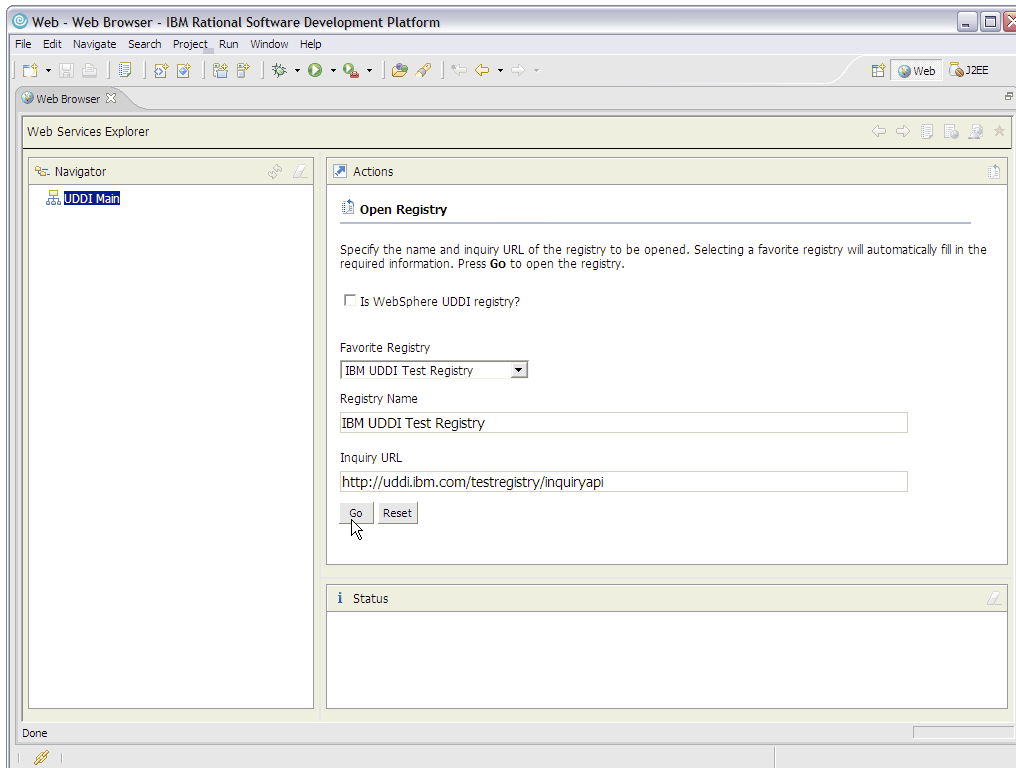 Web - Web Browser - IBM Rational Software Development Platform
File Edit Navigate Search Project Run Window Help
Web J2EE
Web Browser
Web Services Explorer
Navigator
UDDI Main
Actions
Open Registry
Specify the name and inquiry URL of the registry to be opened. Selecting a favorite registry will automatically fill in the
required information. Press Go to open the registry.
Is WebSphere UDDI registry?
Favorite Registry
IBM UDDI Test Registry
Registry Name
IBM UDDI Test Registry
Inquiry URL
http://uddi.ibm.com/testregistry/inquiryapi
Go Reset
i Status
Done